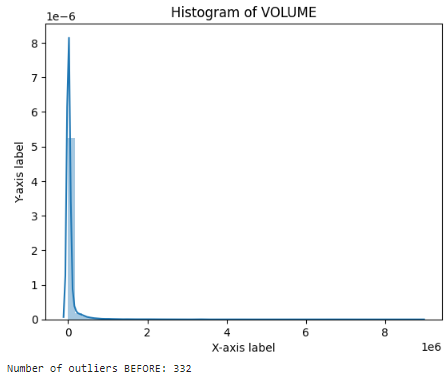 Histogram of VOLUME
1e−6
8
7
6
5
4
3
2
1
0
Y-axis label
0 2 4 6 8
1e6
X-axis label
Number of outliers BEFORE: 332